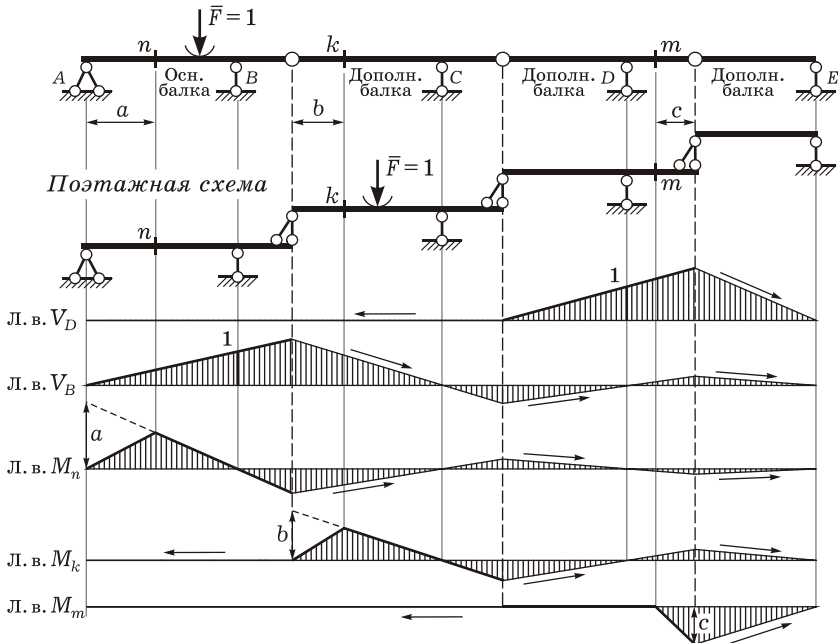 F̅=1
n k m
A Осн. балка B Дополн. балка C Дополн. балка D Дополн. балка E
a b c
Поэтажная схема
F̅=1
k
m
n
1
Л. в. V_D
1
Л. в. V_B
a
Л. в. M_n
b
Л. в. M_k
Л. в. M_m
c